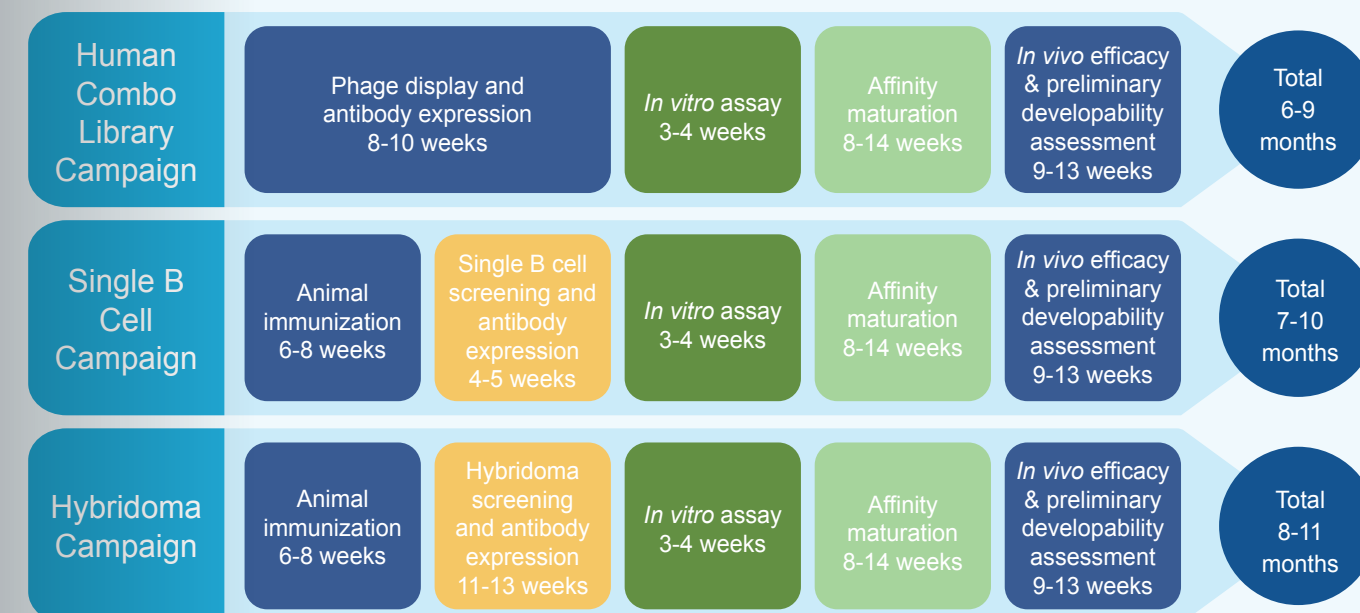 Human
Combo
Library
Campaign
Phage display and
antibody expression
8-10 weeks
In vitro assay
3-4 weeks
Affinity
maturation
8-14 weeks
In vivo efficacy
& preliminary
developability
assessment
9-13 weeks
Total
6-9
months
Single B
Cell
Campaign
Animal
immunization
6-8 weeks
Single B cell
screening and
antibody
expression
4-5 weeks
In vitro assay
3-4 weeks
Affinity
maturation
8-14 weeks
In vivo efficacy
& preliminary
developability
assessment
9-13 weeks
Total
7-10
months
Hybridoma
Campaign
Animal
immunization
6-8 weeks
Hybridoma
screening
and antibody
expression
11-13 weeks
In vitro assay
3-4 weeks
Affinity
maturation
8-14 weeks
In vivo efficacy
& preliminary
developability
assessment
9-13 weeks
Total
8-11
months